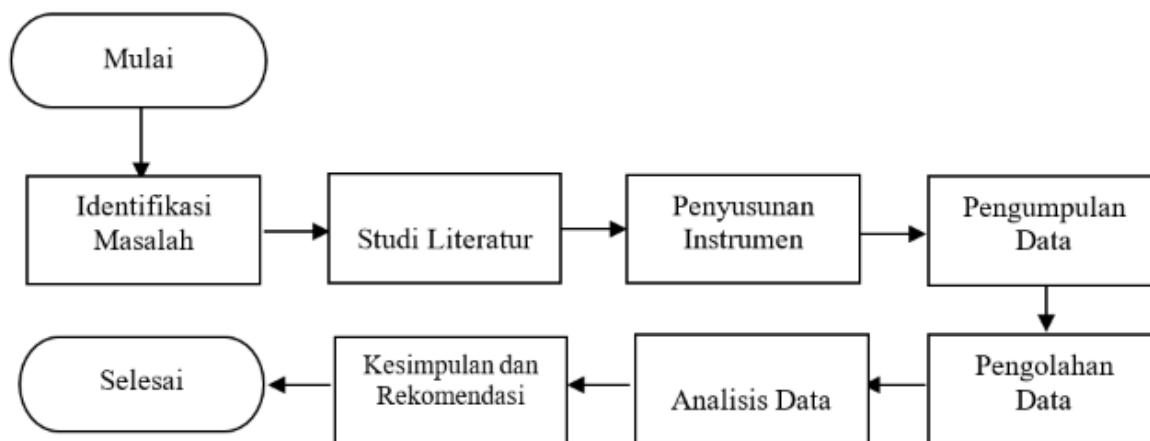 Mulai
Identifikasi
Masalah
Studi Literatur
Penyusunan
Instrumen
Pengumpulan
Data
Pengolahan
Data
Analisis Data
Kesimpulan dan
Rekomendasi
Selesai